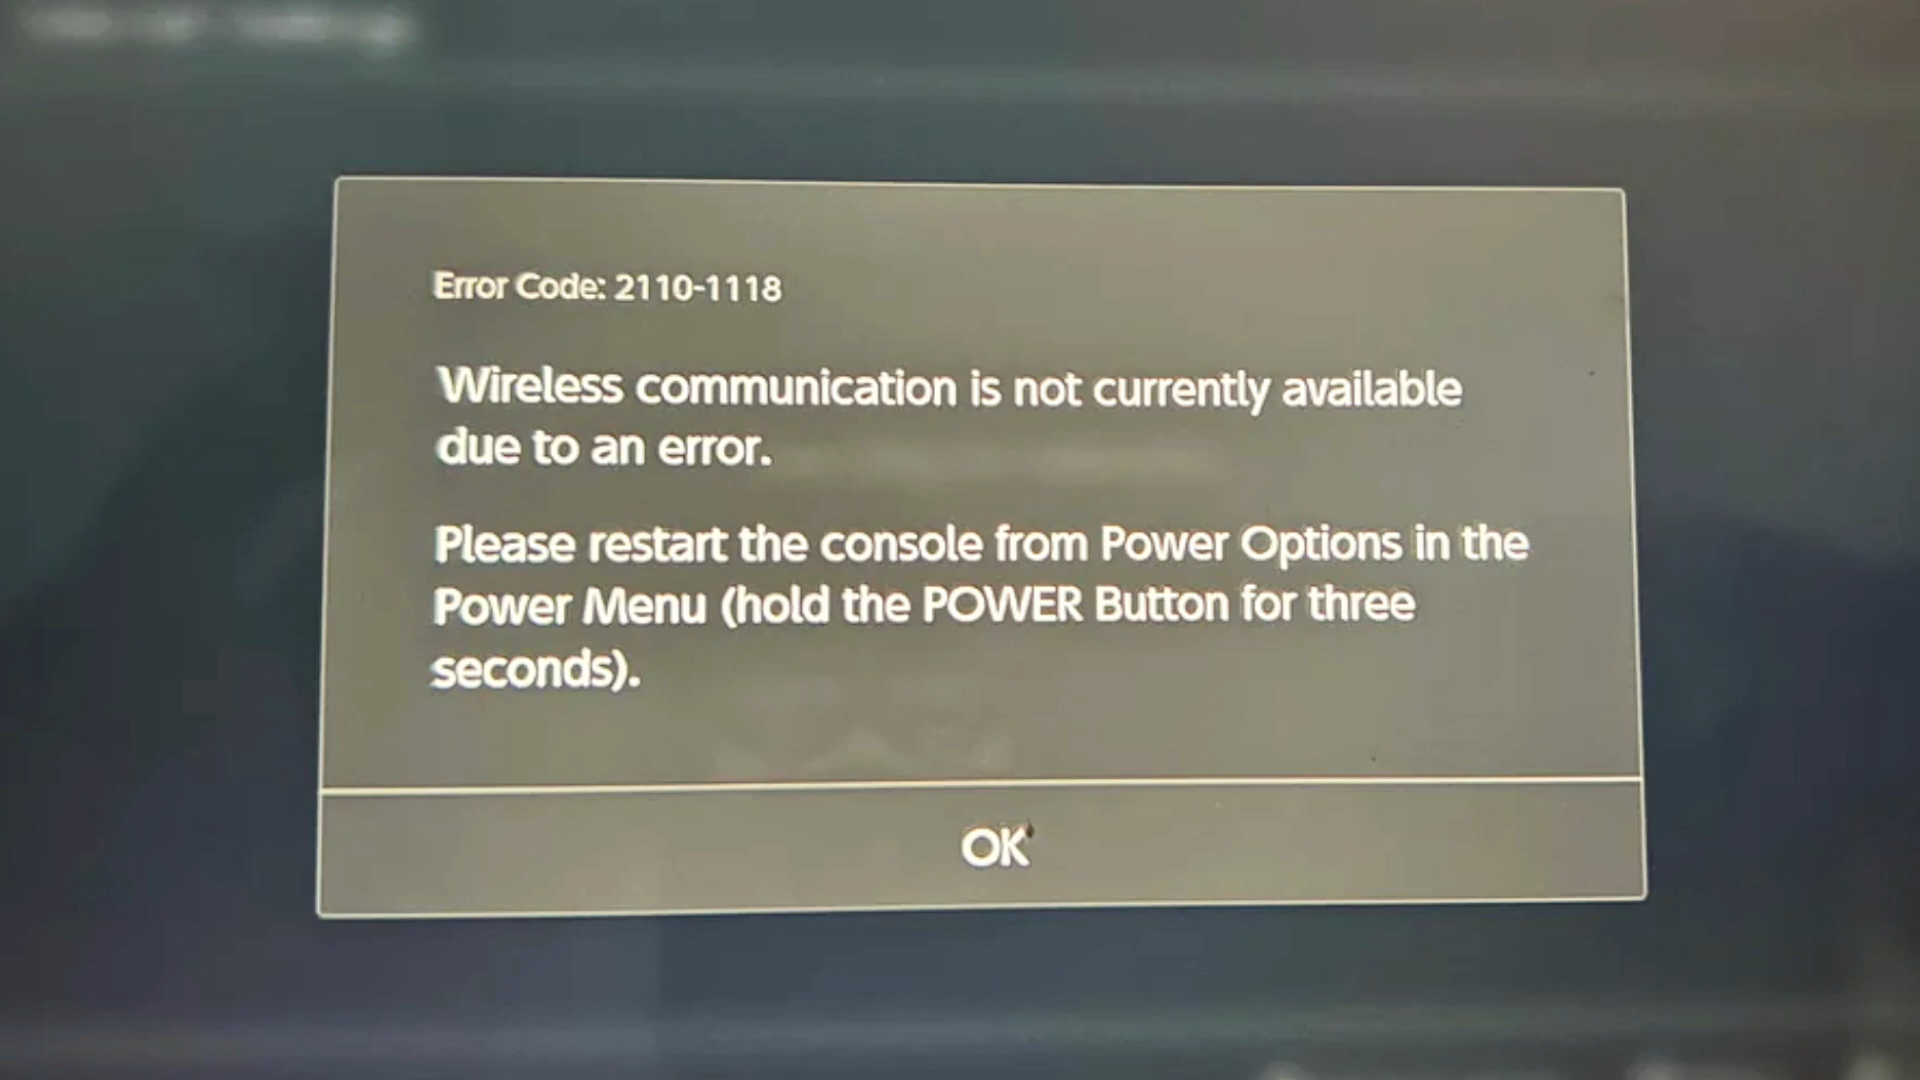 Error Code: 2110-1118
Wireless communication is not currently available
due to an error.
Please restart the console from Power Options in the
Power Menu (hold the POWER Button for three
seconds).
OK